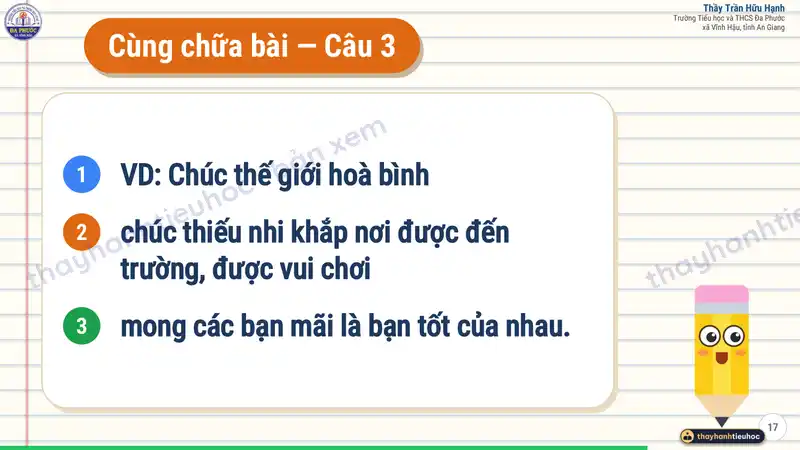 Thầy Trần Hữu Hạnh
Trường Tiểu học và THCS Đa Phước
xã Vĩnh Hậu, tỉnh An Giang
ĐA PHƯỚC
Cùng chữa bài – Câu 3
1 VD: Chúc thế giới hoà bình
2 chúc thiếu nhi khắp nơi được đến
trường, được vui chơi
3 mong các bạn mãi là bạn tốt của nhau.
thayhanhtieuhoc
17